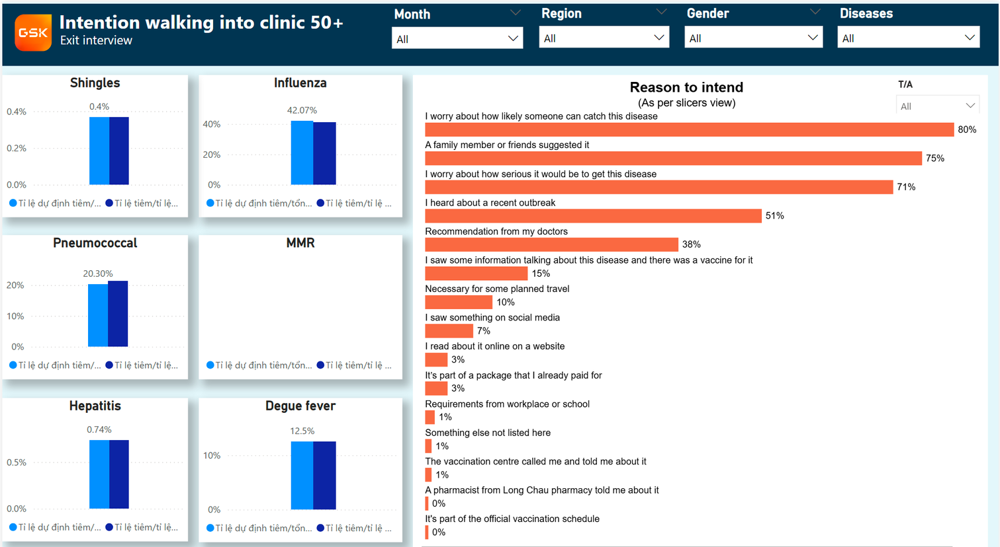 GSK
Intention walking into clinic 50+
Exit interview
Month
All
Region
All
Gender
All
Diseases
All
Shingles
0.4%
0.4%
0.2%
0.0%
Tỉ lệ dự định tiêm/... Tỉ lệ tiêm/tỉ lệ...
Influenza
42.07%
40%
20%
0%
Tỉ lệ dự định tiêm/tổn... Tỉ lệ tiêm/tỉ lệ ...
Pneumococcal
20.30%
20%
10%
0%
Tỉ lệ dự định tiêm/... Tỉ lệ tiêm/tỉ lệ...
MMR
Tỉ lệ dự định tiêm/tổn... Tỉ lệ tiêm/tỉ lệ ...
Hepatitis
0.74%
0.5%
0.0%
Tỉ lệ dự định tiêm/... Tỉ lệ tiêm/tỉ lệ...
Degue fever
12.5%
10%
0%
Tỉ lệ dự định tiêm/tổn... Tỉ lệ tiêm/tỉ lệ ...
Reason to intend
(As per slicers view)
T/A
All
I worry about how likely someone can catch this disease
80%
A family member or friends suggested it
75%
I worry about how serious it would be to get this disease
71%
I heard about a recent outbreak
51%
Recommendation from my doctors
38%
I saw some information talking about this disease and there was a vaccine for it
15%
Necessary for some planned travel
10%
I saw something on social media
7%
I read about it online on a website
3%
It's part of a package that I already paid for
3%
Requirements from workplace or school
1%
Something else not listed here
1%
The vaccination centre called me and told me about it
1%
A pharmacist from Long Chau pharmacy told me about it
0%
It's part of the official vaccination schedule
0%